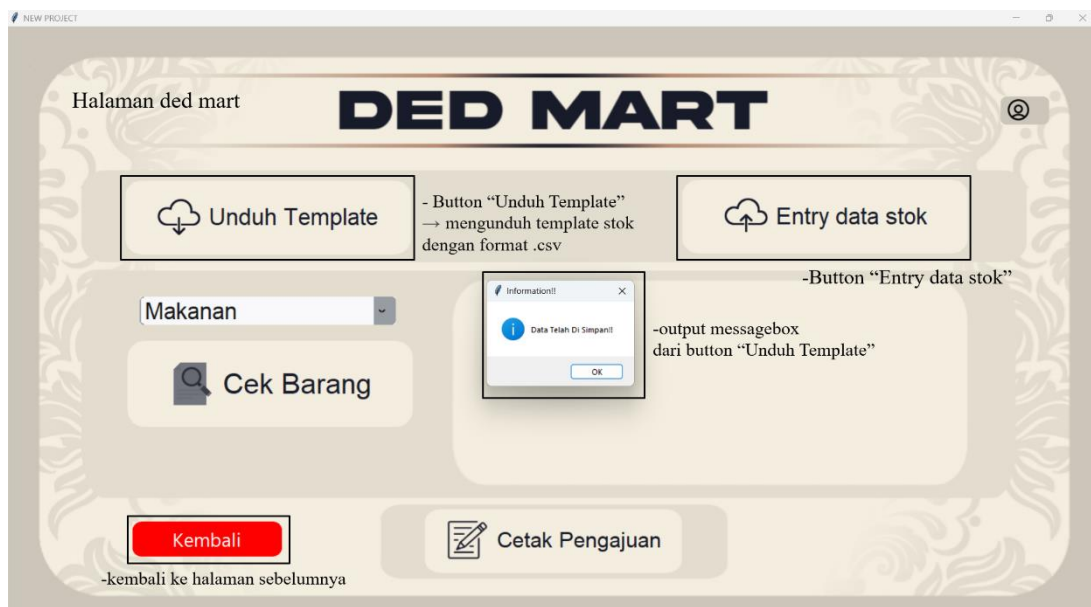 NEW PROJECT
Halaman ded mart
DED MART
Unduh Template
- Button “Unduh Template”
→ mengunduh template stok
dengan format .csv
Entry data stok
-Button “Entry data stok”
Makanan
Information!!
Data Telah Di Simpan!!
OK
-output messagebox
dari button “Unduh Template”
Cek Barang
Kembali
-kembali ke halaman sebelumnya
Cetak Pengajuan